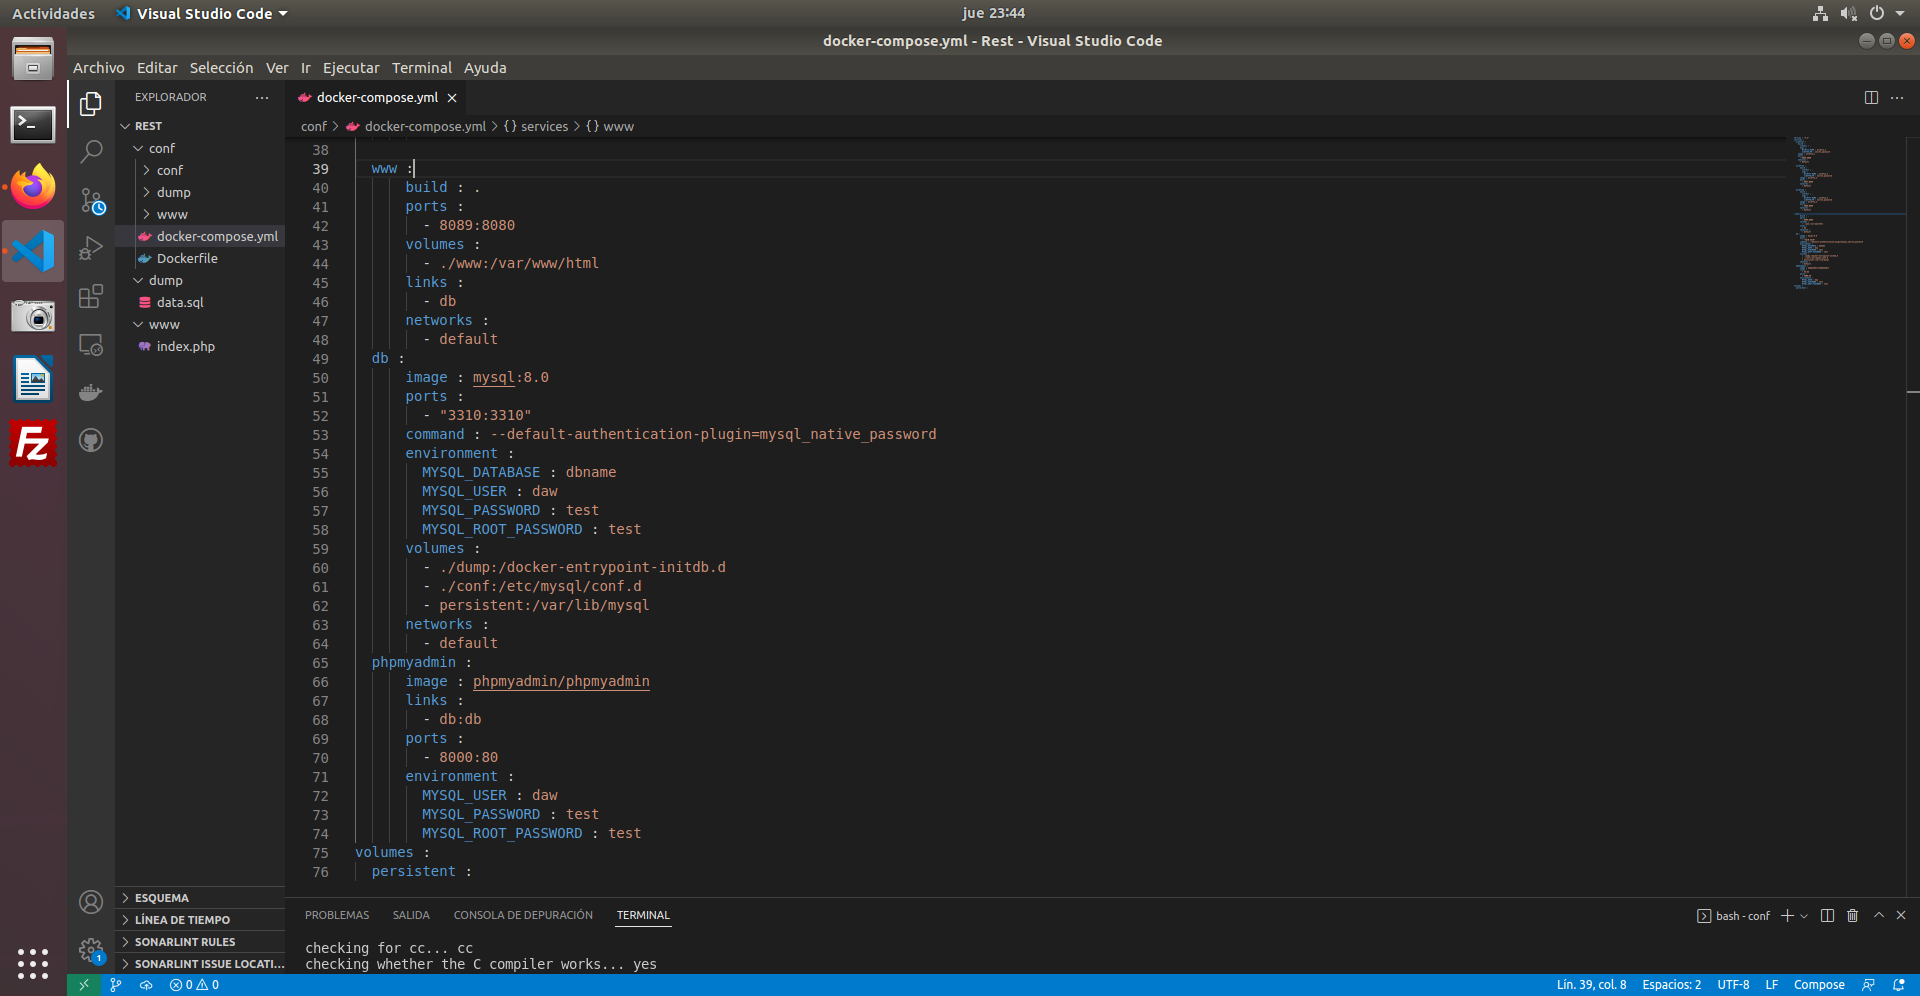 Actividades
Visual Studio Code
jue 23:44
docker-compose.yml - Rest - Visual Studio Code
Archivo Editar Selección Ver Ir Ejecutar Terminal Ayuda
EXPLORADOR
REST
conf
conf
dump
www
docker-compose.yml
Dockerfile
dump
data.sql
www
index.php
ESQUEMA
LÍNEA DE TIEMPO
SONARLINT RULES
SONARLINT ISSUE LOCATI...
docker-compose.yml
conf > docker-compose.yml > {} services > {} www
38
39 www :
40 build : .
41 ports :
42 - 8089:8080
43 volumes :
44 - ./www:/var/www/html
45 links :
46 - db
47 networks :
48 - default
49 db :
50 image : mysql:8.0
51 ports :
52 - "3310:3310"
53 command : --default-authentication-plugin=mysql_native_password
54 environment :
55 MYSQL_DATABASE : dbname
56 MYSQL_USER : daw
57 MYSQL_PASSWORD : test
58 MYSQL_ROOT_PASSWORD : test
59 volumes :
60 - ./dump:/docker-entrypoint-initdb.d
61 - ./conf:/etc/mysql/conf.d
62 - persistent:/var/lib/mysql
63 networks :
64 - default
65 phpmyadmin :
66 image : phpmyadmin/phpmyadmin
67 links :
68 - db:db
69 ports :
70 - 8000:80
71 environment :
72 MYSQL_USER : daw
73 MYSQL_PASSWORD : test
74 MYSQL_ROOT_PASSWORD : test
75 volumes :
76 persistent :
PROBLEMAS SALIDA CONSOLA DE DEPURACIÓN TERMINAL
bash - conf
checking for cc... cc
checking whether the C compiler works... yes
1
0 0
Lín. 39, col. 8 Espacios: 2 UTF-8 LF Compose
Fz